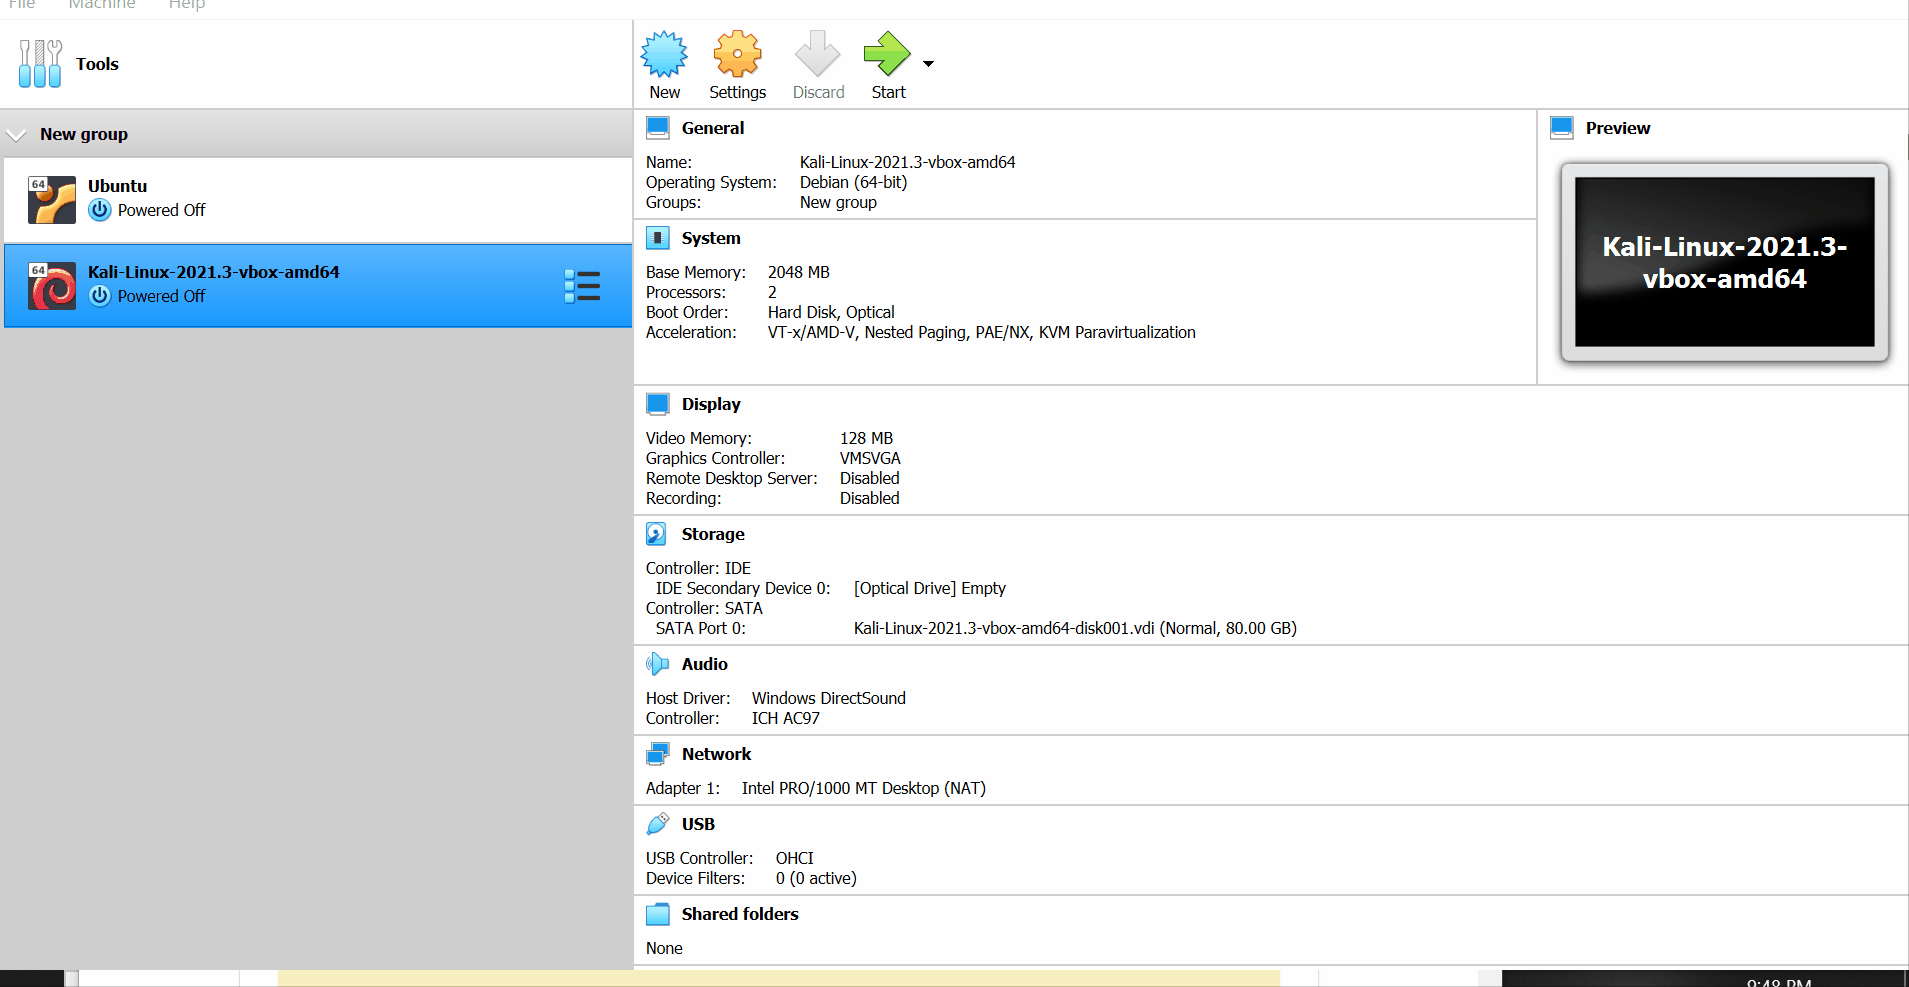 File Machine Help
Tools
New group
64
Ubuntu
Powered Off
64
Kali-Linux-2021.3-vbox-amd64
Powered Off
New Settings Discard Start
General
Name: Kali-Linux-2021.3-vbox-amd64
Operating System: Debian (64-bit)
Groups: New group
System
Base Memory: 2048 MB
Processors: 2
Boot Order: Hard Disk, Optical
Acceleration: VT-x/AMD-V, Nested Paging, PAE/NX, KVM Paravirtualization
Preview
Kali-Linux-2021.3-
vbox-amd64
Display
Video Memory: 128 MB
Graphics Controller: VMSVGA
Remote Desktop Server: Disabled
Recording: Disabled
Storage
Controller: IDE
IDE Secondary Device 0: [Optical Drive] Empty
Controller: SATA
SATA Port 0: Kali-Linux-2021.3-vbox-amd64-disk001.vdi (Normal, 80.00 GB)
Audio
Host Driver: Windows DirectSound
Controller: ICH AC97
Network
Adapter 1: Intel PRO/1000 MT Desktop (NAT)
USB
USB Controller: OHCI
Device Filters: 0 (0 active)
Shared folders
None
9:48 PM